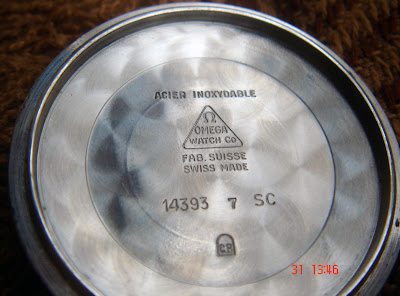 ACIER INOXYDABLE
Ω
OMEGA
WATCH Co
FAB. SUISSE
SWISS MADE
14393 7 SC
CB
31 13:46